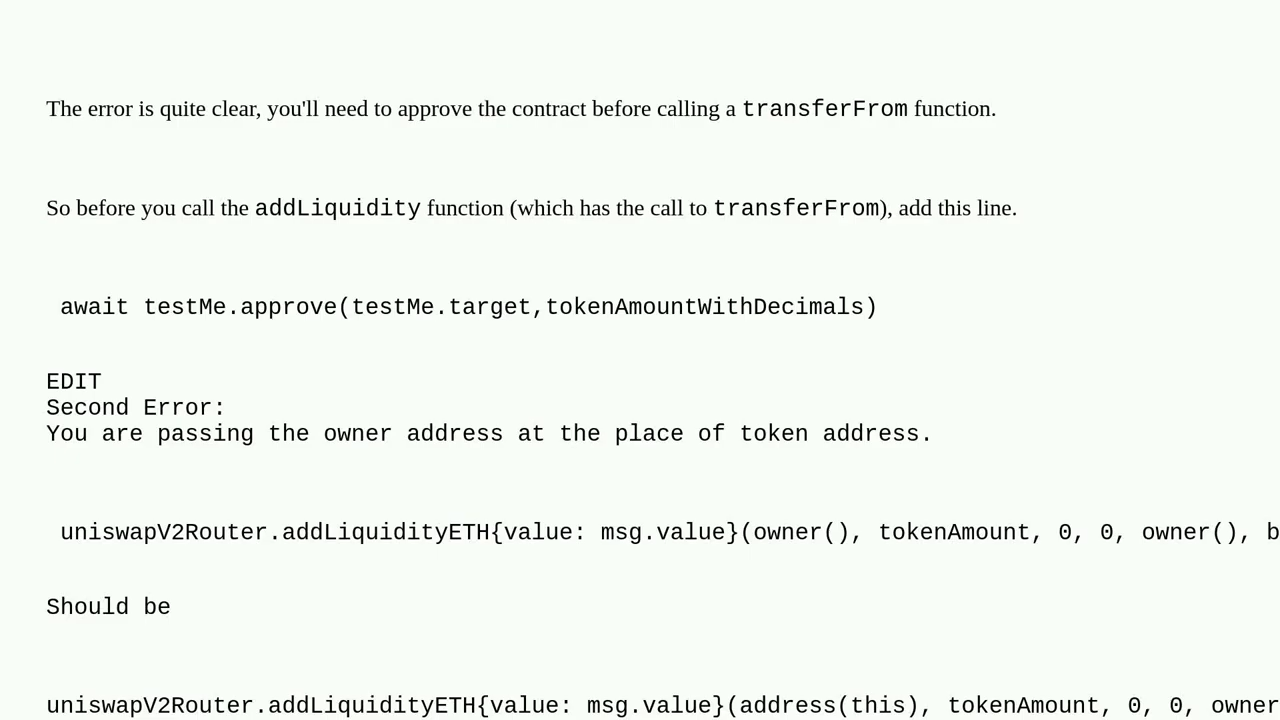 The error is quite clear, you'll need to approve the contract before calling a transferFrom function.
So before you call the addLiquidity function (which has the call to transferFrom), add this line.
await testMe.approve(testMe.target,tokenAmountWithDecimals)
EDIT
Second Error:
You are passing the owner address at the place of token address.
uniswapV2Router.addLiquidityETH{value: msg.value}(owner(), tokenAmount, 0, 0, owner(), b
Should be
uniswapV2Router.addLiquidityETH{value: msg.value}(address(this), tokenAmount, 0, 0, owner